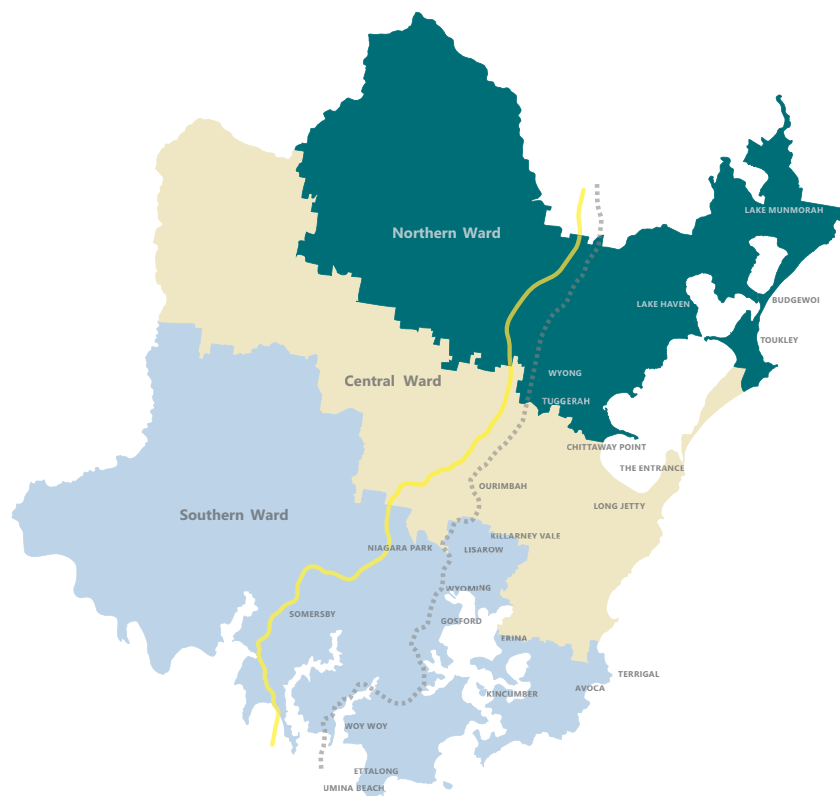 LAKE MUNMORAH
Northern Ward
BUDGEWOI
LAKE HAVEN
TOUKLEY
WYONG
Central Ward
TUGGERAH
CHITTAWAY POINT
THE ENTRANCE
OURIMBAH
LONG JETTY
Southern Ward
KILLARNEY VALE
NIAGARA PARK
LISAROW
WYOMING
SOMERSBY
GOSFORD
ERINA
TERRIGAL
AVOCA
KINCUMBER
WOY WOY
ETTALONG
UMINA BEACH